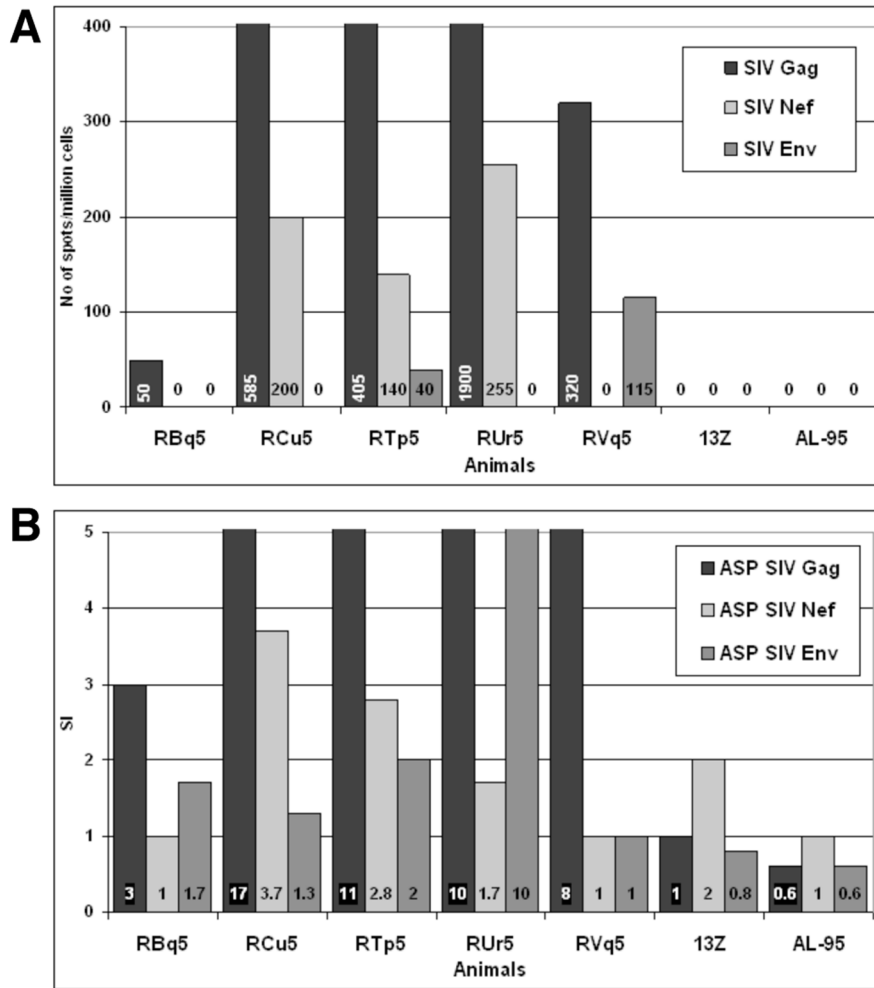 A
No of spots/million cells
400
300
200
100
0
SIV Gag
SIV Nef
SIV Env
50 0 0 585 200 0 405 140 40 1900 255 0 320 0 115 0 0 0 0 0 0
RBq5 RCu5 RTp5 RUr5 RVq5 13Z AL-95
Animals
B
SI
5
4
3
2
1
0
ASP SIV Gag
ASP SIV Nef
ASP SIV Env
3 1 1.7 17 3.7 1.3 11 2.8 2 10 1.7 10 8 1 1 1 2 0.8 0.6 1 0.6
RBq5 RCu5 RTp5 RUr5 RVq5 13Z AL-95
Animals